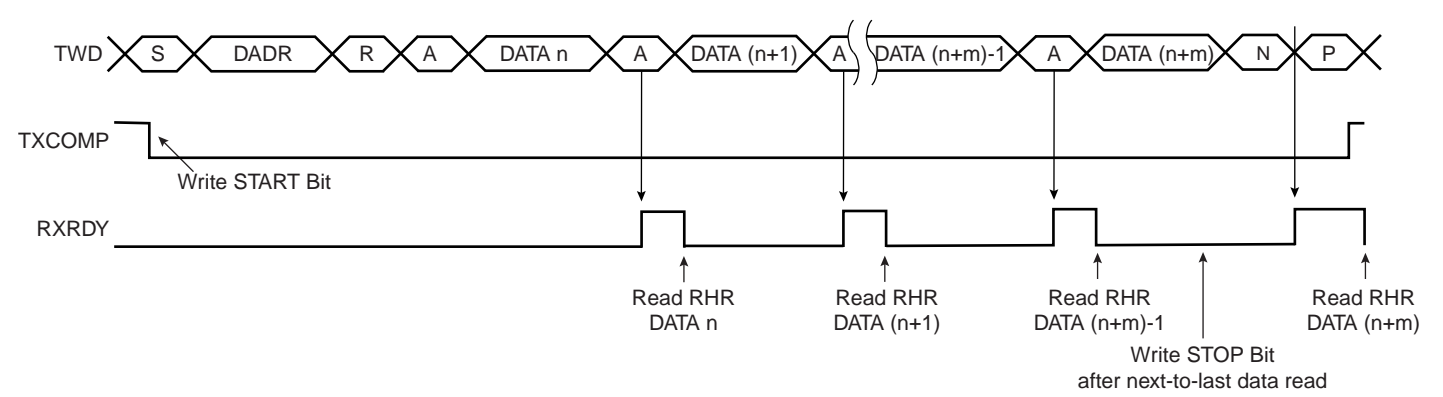 TWD S DADR R A DATA n A DATA (n+1) A DATA (n+m)-1 A DATA (n+m) N P
TXCOMP
Write START Bit
RXRDY
Read RHR
DATA n
Read RHR
DATA (n+1)
Read RHR
DATA (n+m)-1
Read RHR
DATA (n+m)
Write STOP Bit
after next-to-last data read